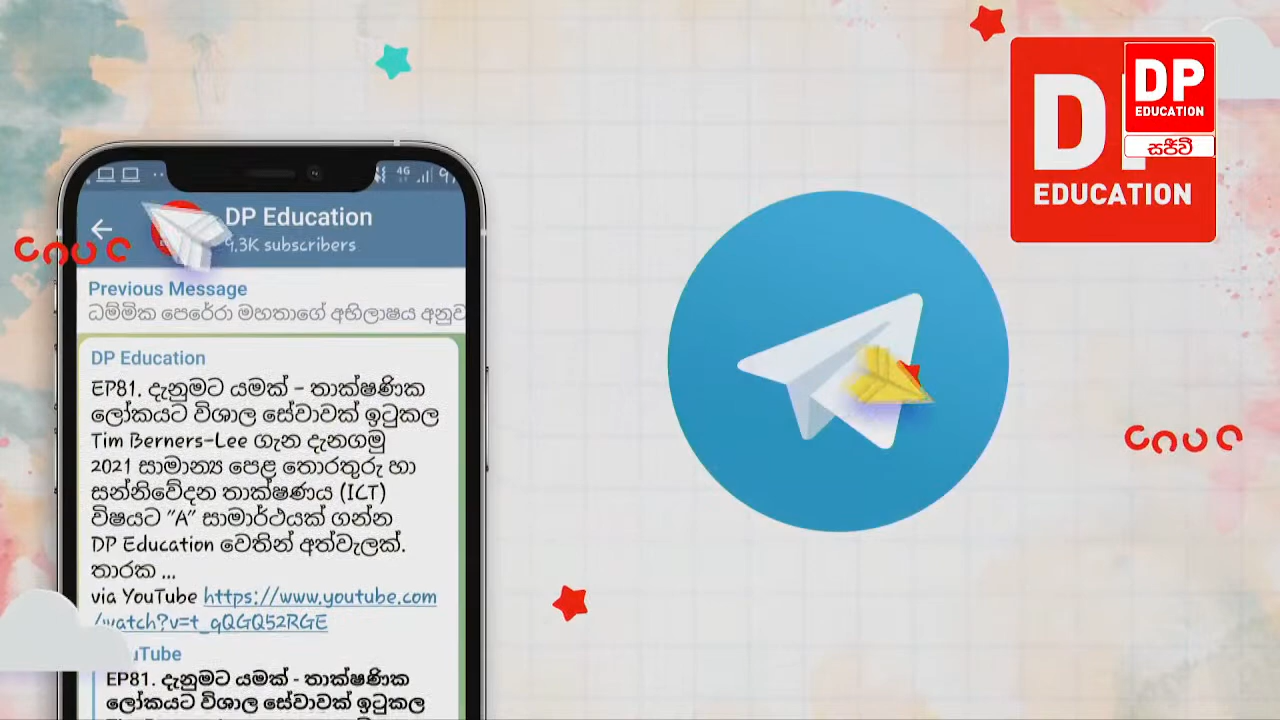 4G
DP Education
9.3K subscribers
Previous Message
ධම්මික පෙරේරා මහතාගේ අභිලාෂය අනුව
DP Education
EP81. දැනුමට යමක් - තාක්ෂණික
ලෝකයට විශාල සේවාවක් ඉටුකල
Tim Berners-Lee ගැන දැනගමු
2021 සාමාන්‍ය පෙළ තොරතුරු හා
සන්නිවේදන තාක්ෂණය (ICT)
විෂයට "A" සාමාර්ථයක් ගන්න
DP Education වෙතින් අත්වැලක්.
තාරක ...
via YouTube https://www.youtube.com
/watch?v=t_qQGQ52RGE
EP81. දැනුමට යමක් - තාක්ෂණික
ලෝකයට විශාල සේවාවක් ඉටුකල
DP
EDUCATION
සජීවී
EDUCATION